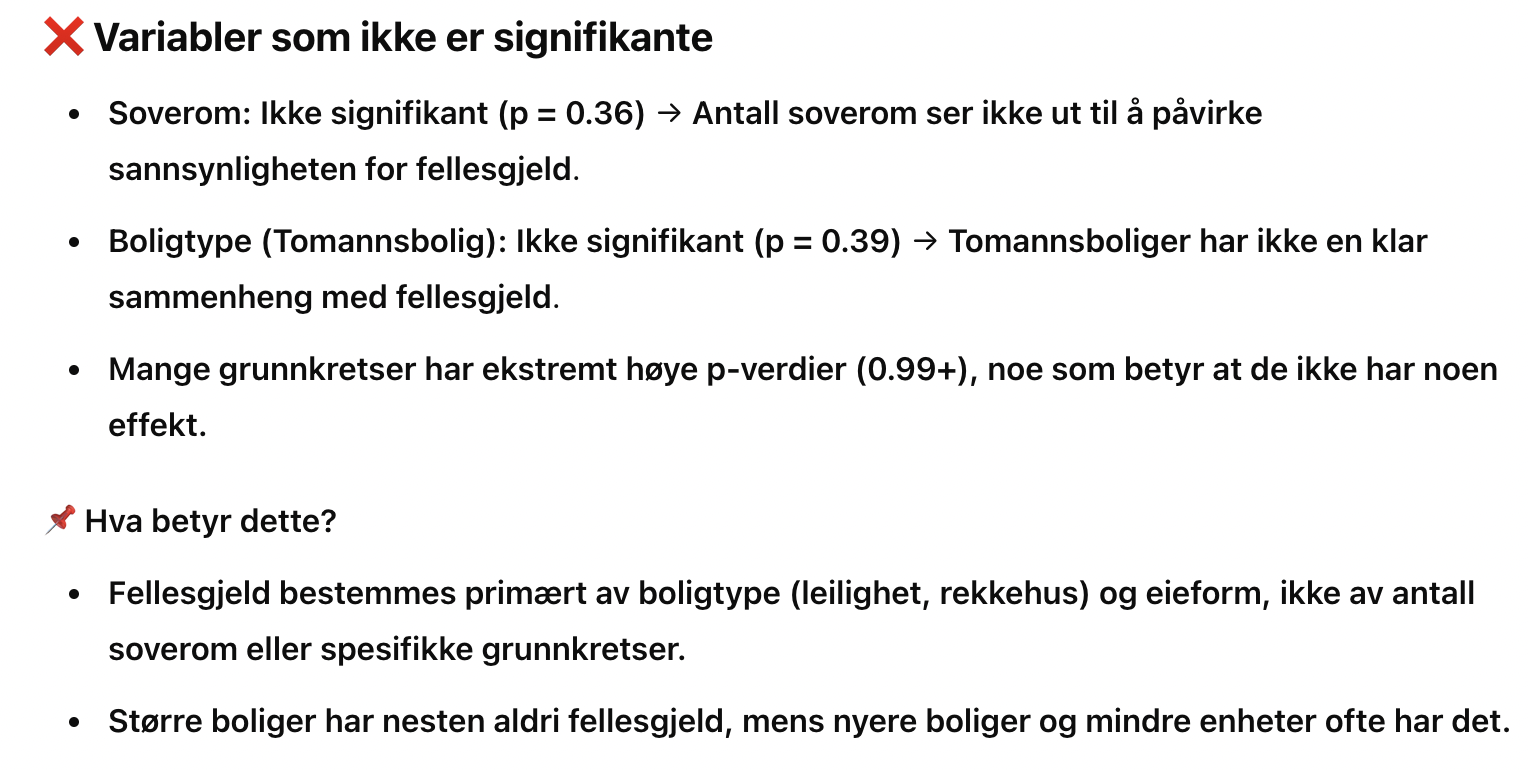 ❌ Variabler som ikke er signifikante
• Soverom: Ikke signifikant (p = 0.36) → Antall soverom ser ikke ut til å påvirke
sannsynligheten for fellesgjeld.
• Boligtype (Tomannsbolig): Ikke signifikant (p = 0.39) → Tomannsboliger har ikke en klar
sammenheng med fellesgjeld.
• Mange grunnkretser har ekstremt høye p-verdier (0.99+), noe som betyr at de ikke har noen
effekt.
📌 Hva betyr dette?
• Fellesgjeld bestemmes primært av boligtype (leilighet, rekkehus) og eieform, ikke av antall
soverom eller spesifikke grunnkretser.
• Større boliger har nesten aldri fellesgjeld, mens nyere boliger og mindre enheter ofte har det.